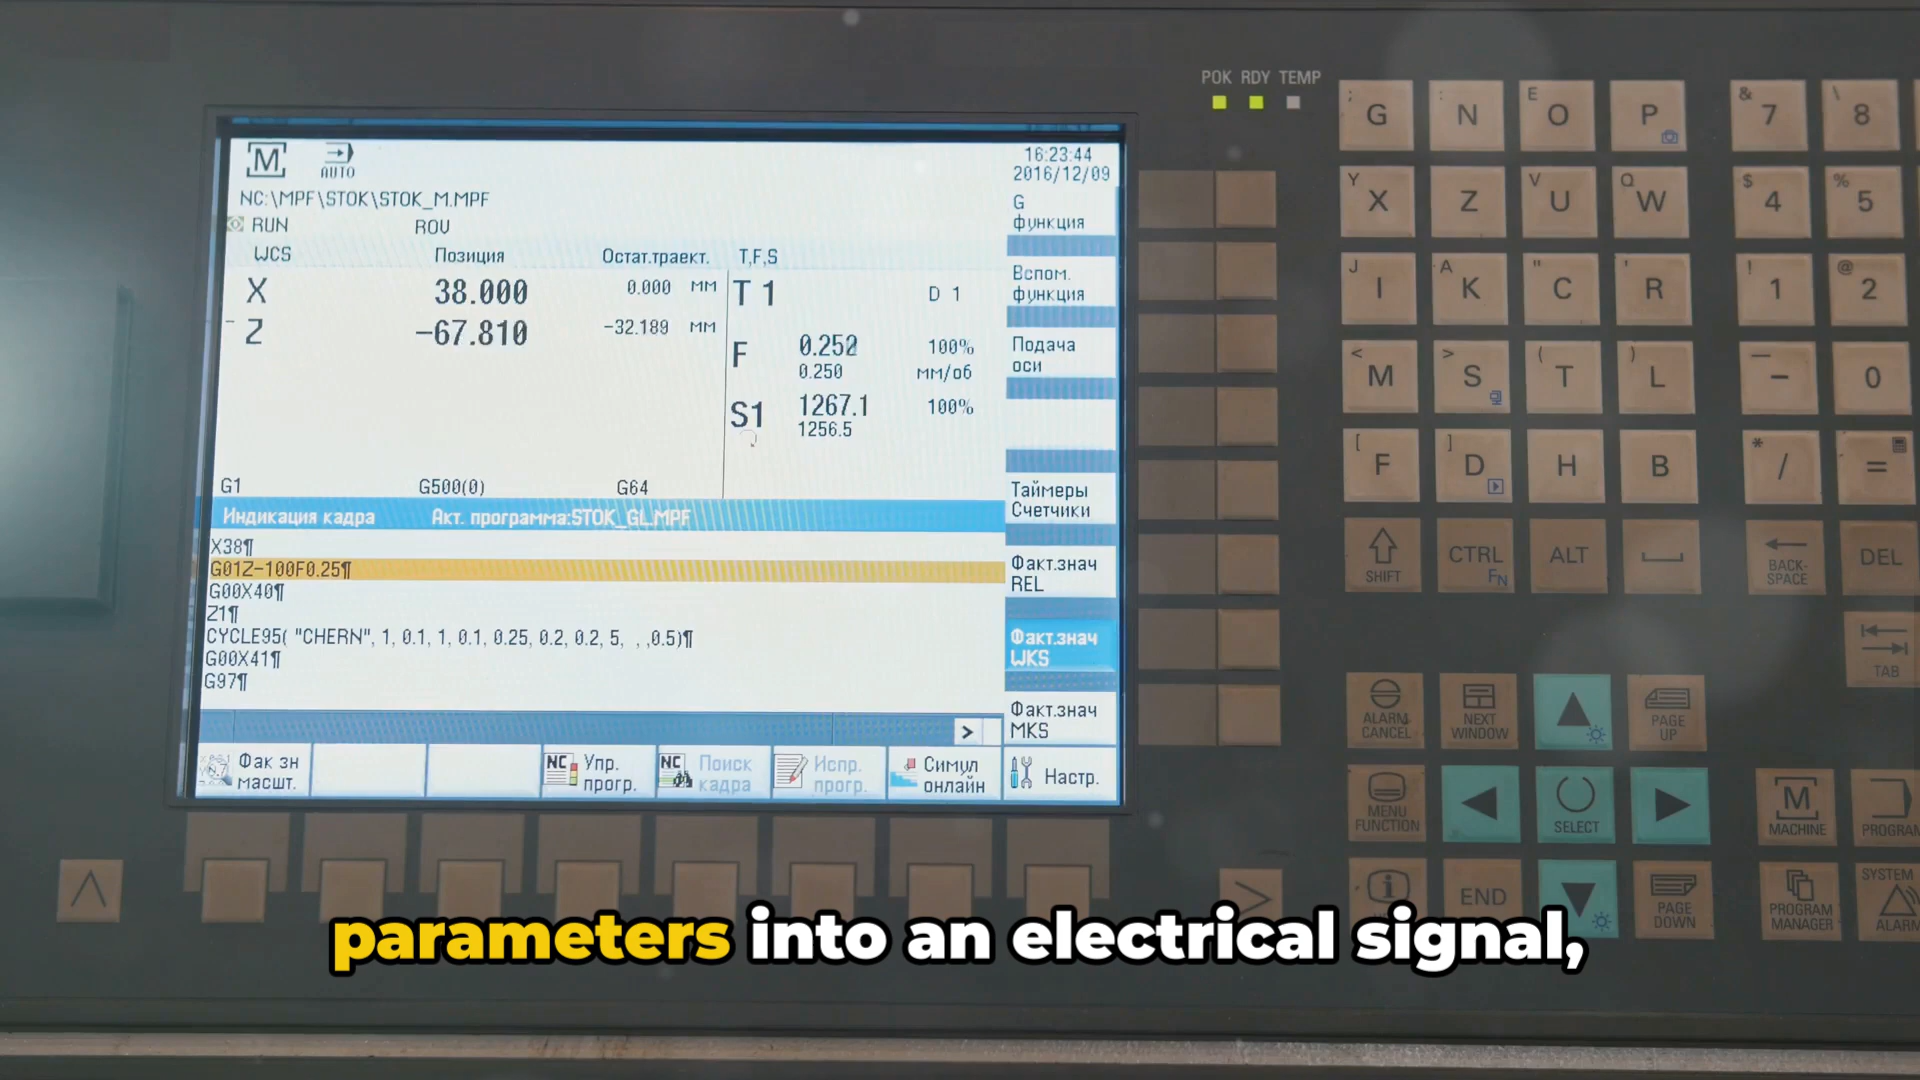 POK RDY TEMP
M
AUTO
16:23:44
2016/12/09
NC:\MPF\STOK\STOK_M.MPF
RUN ROV
WCS Позиция Остат.траект. T,F,S
X 38.000 0.000 мм T 1 D 1
Z -67.810 -32.189 мм
F 0.250 100%
0.250 мм/об
S1 1267.1 100%
1256.5
G1 G500(0) G64
Индикация кадра Акт. программа:STOK_GL.MPF
X38¶
G01Z-100F0.25¶
G00X40¶
Z1¶
CYCLE95( "CHERN", 1, 0.1, 1, 0.1, 0.25, 0.2, 0.2, 5, , ,0.5)¶
G00X41¶
G97¶
G
функция
Вспом.
функция
Подача
оси
Таймеры
Счетчики
Факт.знач
REL
Факт.знач
WKS
Факт.знач
MKS
>
Фак зн
масшт.
NC Упр.
прогр.
NC Поиск
кадра
Испр.
прогр.
Симул
онлайн
Настр.
; G : N E O P & 7 \ 8
Y X Z V U Q W $ 4 % 5
J I A K " C ' R ! 1 @ 2
< M > S ( T ) L - 0
[ F ] D H B * / =
SHIFT CTRL FN ALT BACK-SPACE DEL
TAB
ALARM CANCEL NEXT WINDOW PAGE UP
MENU FUNCTION SELECT M MACHINE PROGRAM
i END PAGE DOWN PROGRAM MANAGER SYSTEM ALARM
parameters into an electrical signal,